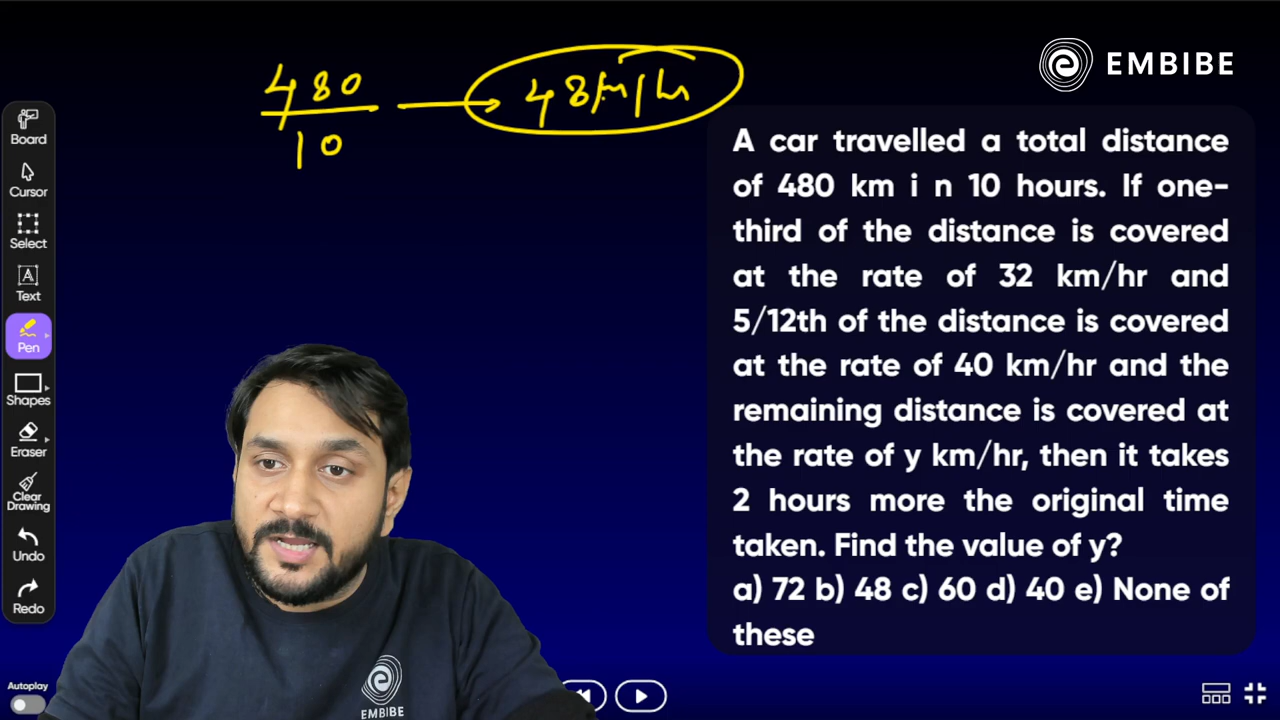 480
10
48 km/hr
EMBIBE
Board
Cursor
Select
A
Text
Pen
Shapes
Eraser
Clear
Drawing
Undo
Redo
A car travelled a total distance
of 480 km i n 10 hours. If one-
third of the distance is covered
at the rate of 32 km/hr and
5/12th of the distance is covered
at the rate of 40 km/hr and the
remaining distance is covered at
the rate of y km/hr, then it takes
2 hours more the original time
taken. Find the value of y?
a) 72 b) 48 c) 60 d) 40 e) None of
these
EMBIBE
Autoplay